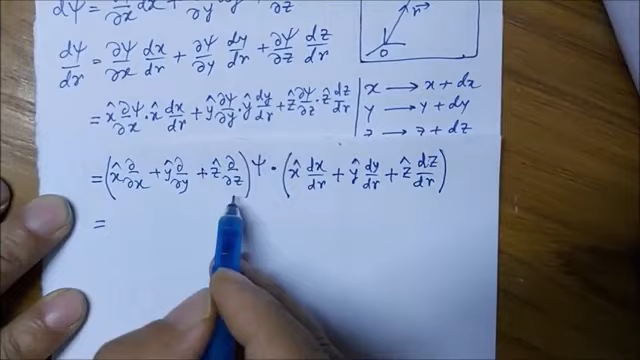 dΨ = ∂Ψ/∂x dx + ∂Ψ/∂y dy + ∂Ψ/∂z
dΨ/dr = ∂Ψ/∂x dx/dr + ∂Ψ/∂y dy/dr + ∂Ψ/∂z dz/dr
= x̂ ∂Ψ/∂x · x̂ dx/dr + ŷ ∂Ψ/∂y · ŷ dy/dr + ẑ ∂Ψ/∂z · ẑ dz/dr
= (x̂ ∂/∂x + ŷ ∂/∂y + ẑ ∂/∂z) Ψ · (x̂ dx/dr + ŷ dy/dr + ẑ dz/dr)
=
r⃗
O
x → x + dx
y → y + dy
z → z + dz